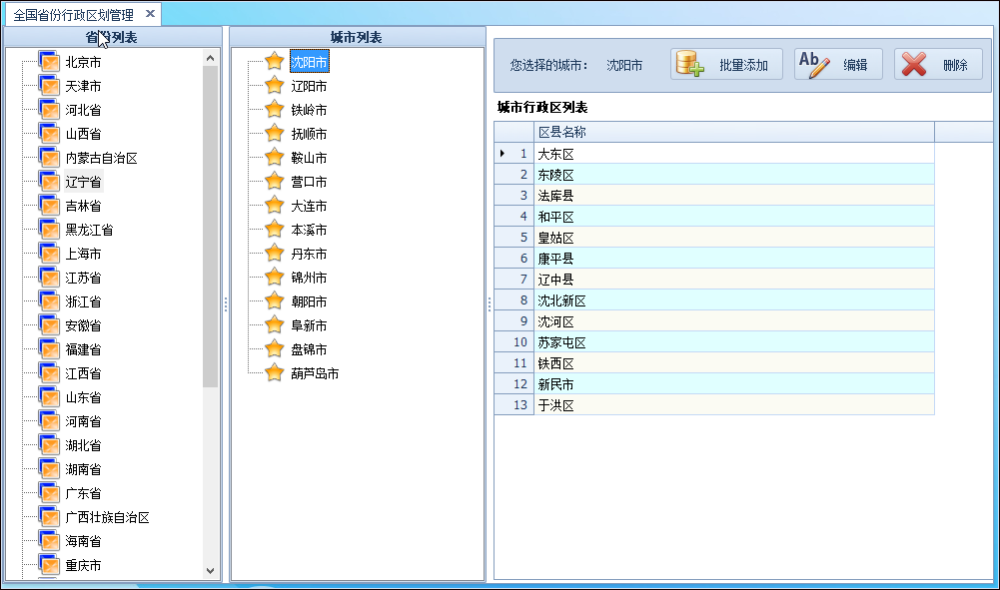 全国省份行政区划管理
省份列表
北京市
天津市
河北省
山西省
内蒙古自治区
辽宁省
吉林省
黑龙江省
上海市
江苏省
浙江省
安徽省
福建省
江西省
山东省
河南省
湖北省
湖南省
广东省
广西壮族自治区
海南省
重庆市
城市列表
沈阳市
辽阳市
铁岭市
抚顺市
鞍山市
营口市
大连市
本溪市
丹东市
锦州市
朝阳市
阜新市
盘锦市
葫芦岛市
您选择的城市： 沈阳市 批量添加 Ab 编辑 删除
城市行政区列表
区县名称
1 大东区
2 东陵区
3 法库县
4 和平区
5 皇姑区
6 康平县
7 辽中县
8 沈北新区
9 沈河区
10 苏家屯区
11 铁西区
12 新民市
13 于洪区